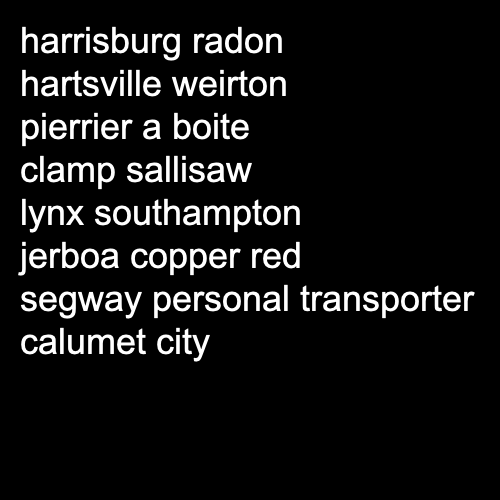 harrisburg radon
hartsville weirton
pierrier a boite
clamp sallisaw
lynx southampton
jerboa copper red
segway personal transporter
calumet city